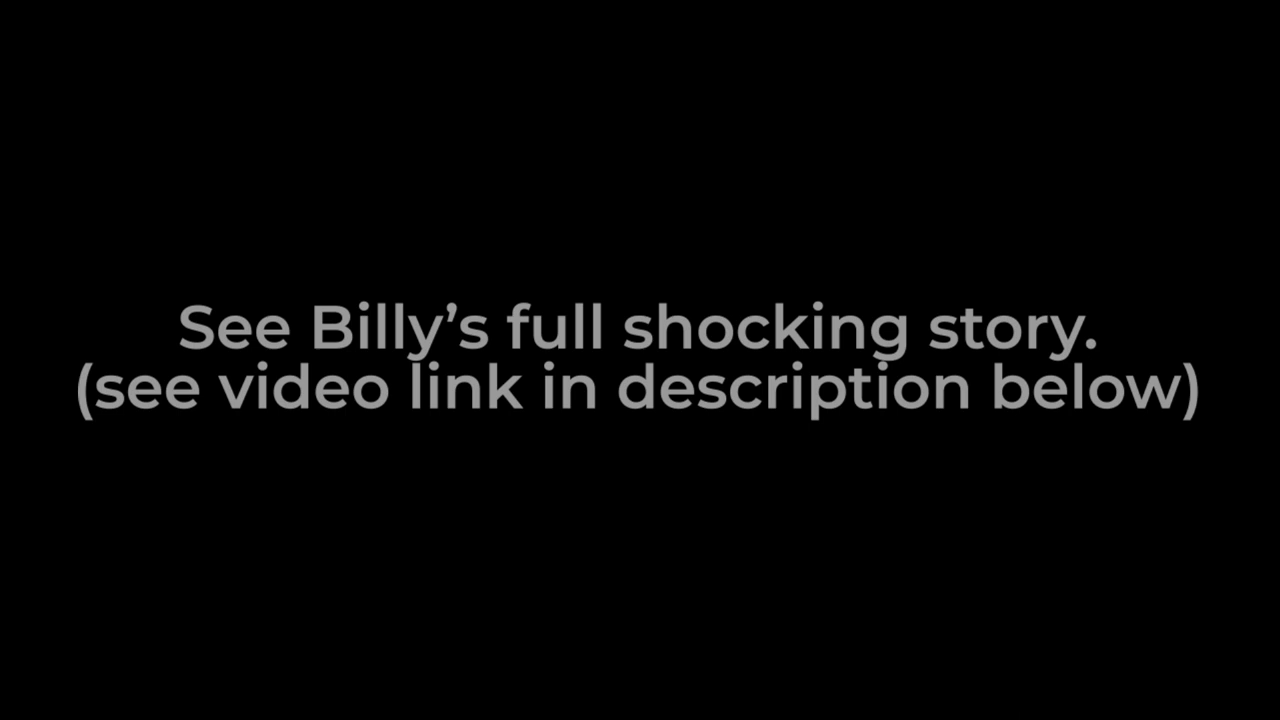 See Billy’s full shocking story.
(see video link in description below)